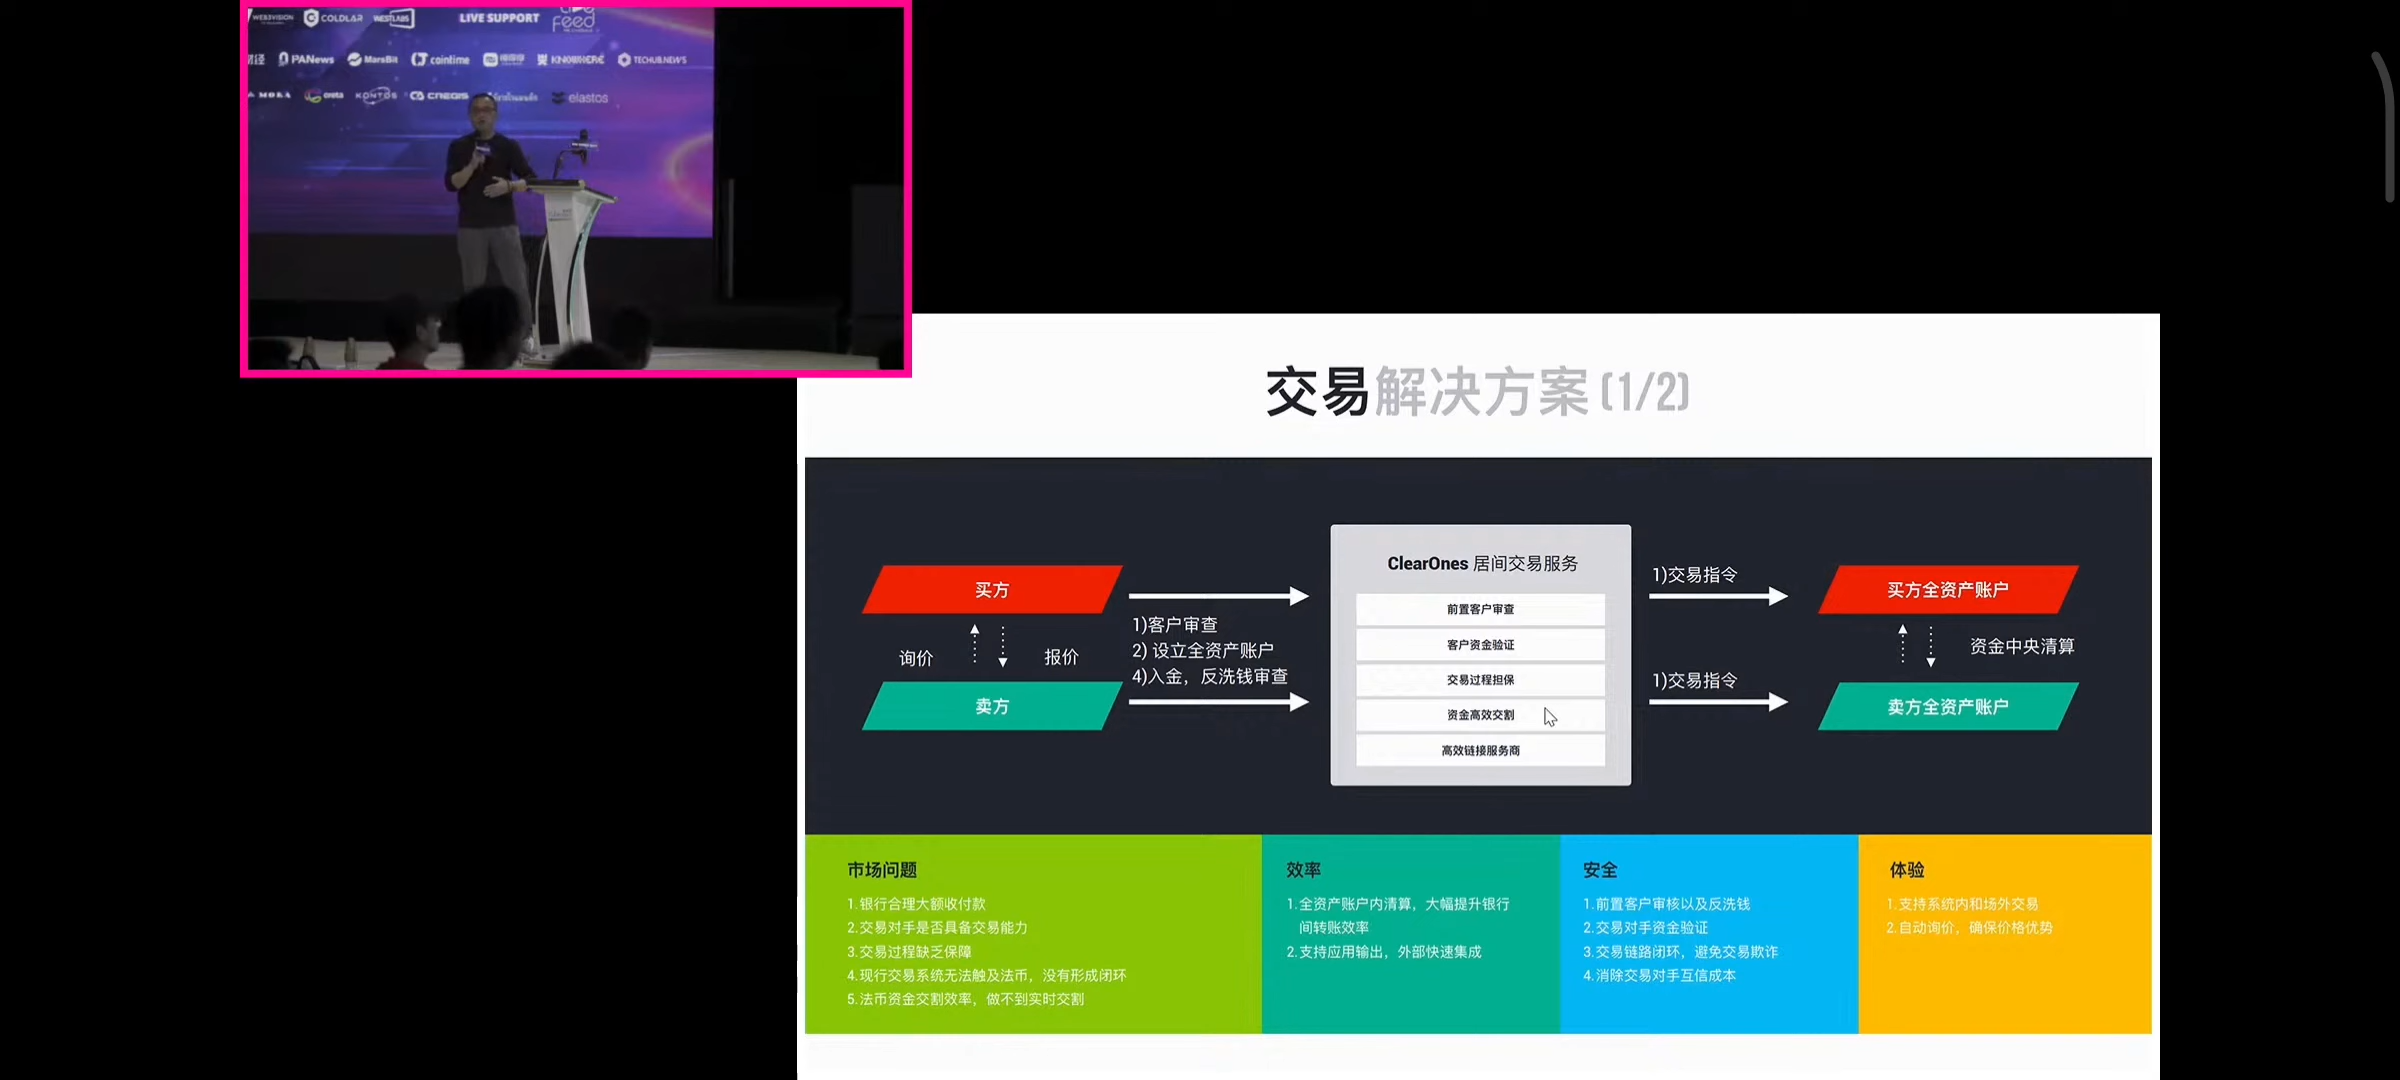 WEB3VISION COLDLAR WESTLABS LIVE SUPPORT
feed
PANews MarsBit cointime KNOWHERE TECHUB.NEWS
creta KONTOS CREGIS elastos
交易解决方案(1/2)
买方
询价 报价
卖方
1)客户审查
2) 设立全资产账户
4)入金，反洗钱审查
ClearOnes 居间交易服务
前置客户审查
客户资金验证
交易过程担保
资金高效交割
高效链接服务商
1)交易指令
1)交易指令
买方全资产账户
资金中央清算
卖方全资产账户
市场问题
1.银行合理大额收付款
2.交易对手是否具备交易能力
3.交易过程缺乏保障
4.现行交易系统无法触及法币，没有形成闭环
5.法币资金交割效率，做不到实时交割
效率
1.全资产账户内清算，大幅提升银行
间转账效率
2.支持应用输出，外部快速集成
安全
1.前置客户审核以及反洗钱
2.交易对手资金验证
3.交易链路闭环，避免交易欺诈
4.消除交易对手互信成本
体验
1.支持系统内和场外交易
2.自动询价，确保价格优势